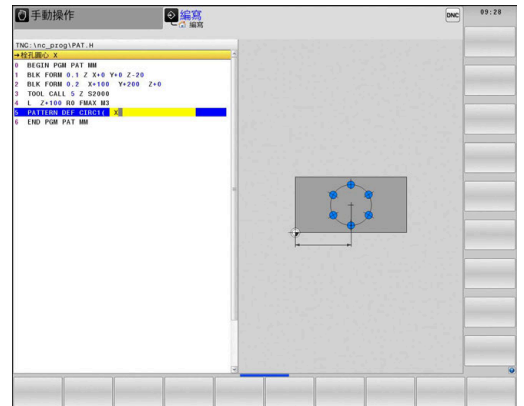 手動操作
編寫
編寫
DNC
09:28
TNC:\nc_prog\PAT.H
→栓孔圓心 X
0 BEGIN PGM PAT MM
1 BLK FORM 0.1 Z X+0 Y+0 Z-20
2 BLK FORM 0.2 X+100 Y+200 Z+0
3 TOOL CALL 5 Z S2000
4 L Z+100 R0 FMAX M3
5 PATTERN DEF CIRC1( X
6 END PGM PAT MM